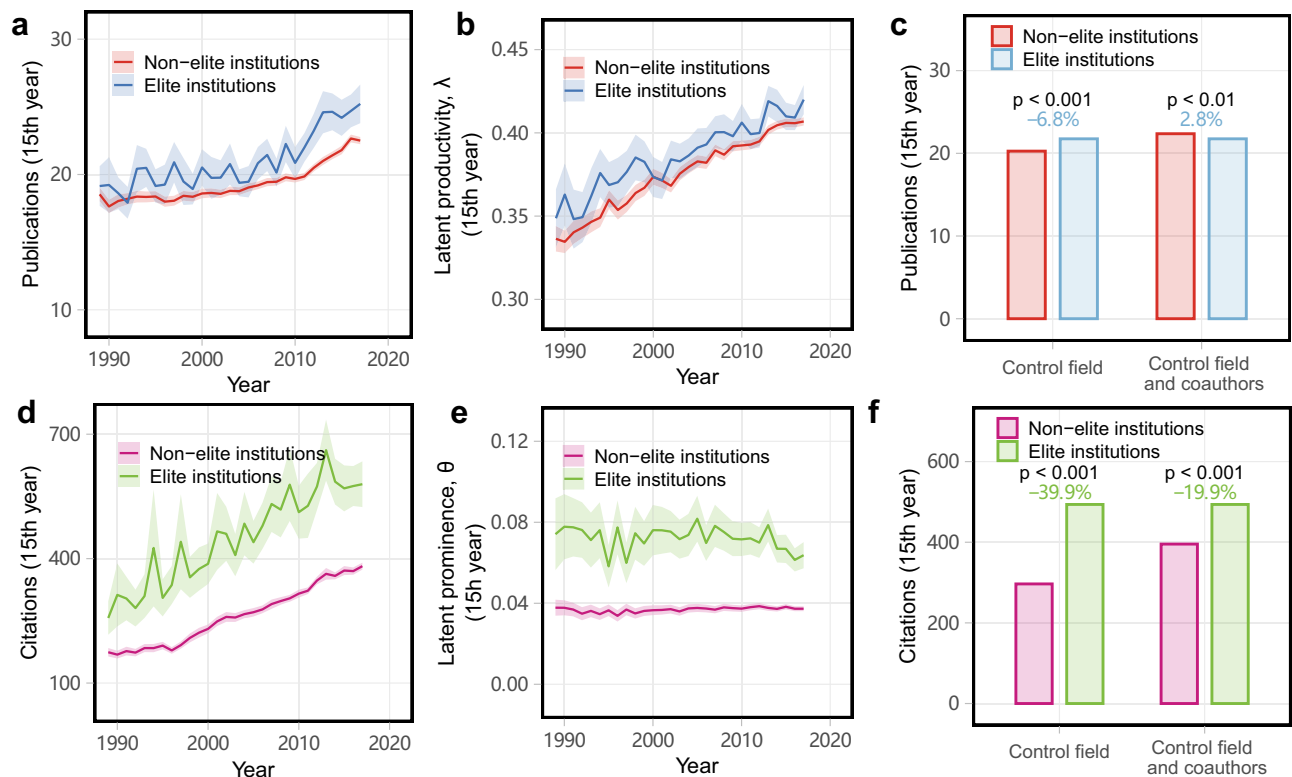 a
Publications (15th year)
30
20
10
Non−elite institutions
Elite institutions
1990
2000
2010
2020
Year
b
Latent productivity, λ
(15th year)
0.45
0.40
0.35
0.30
Non−elite institutions
Elite institutions
1990
2000
2010
2020
Year
c
Publications (15th year)
30
20
10
0
Non−elite institutions
Elite institutions
p < 0.001
−6.8%
p < 0.01
2.8%
Control field
Control field
and coauthors
d
Citations (15th year)
700
400
100
Non−elite institutions
Elite institutions
1990
2000
2010
2020
Year
e
Latent prominence, θ
(15h year)
0.12
0.08
0.04
0.00
Non−elite institutions
Elite institutions
1990
2000
2010
2020
Year
f
Citations (15th year)
600
400
200
0
Non−elite institutions
Elite institutions
p < 0.001
−39.9%
p < 0.001
−19.9%
Control field
Control field
and coauthors